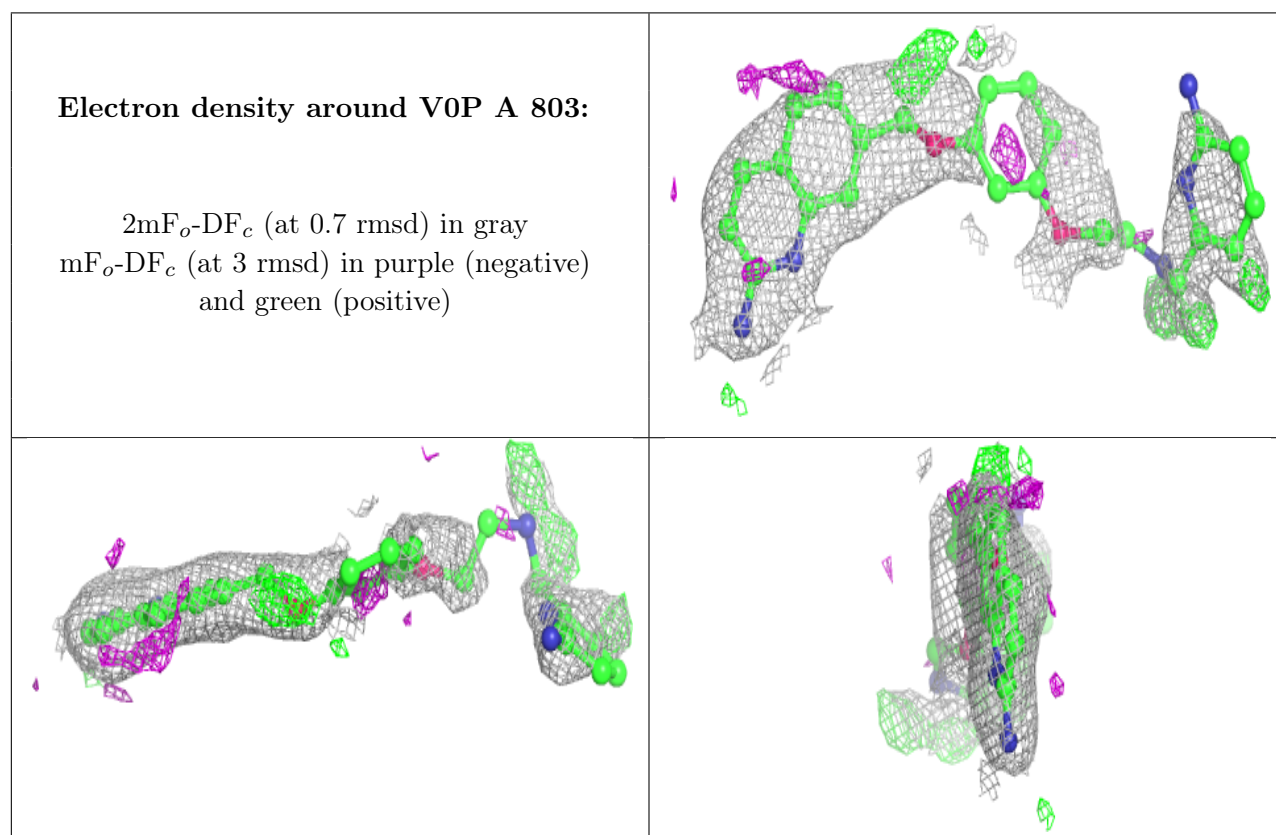 Electron density around V0P A 803:
2mFo-DFc (at 0.7 rmsd) in gray
mFo-DFc (at 3 rmsd) in purple (negative)
and green (positive)